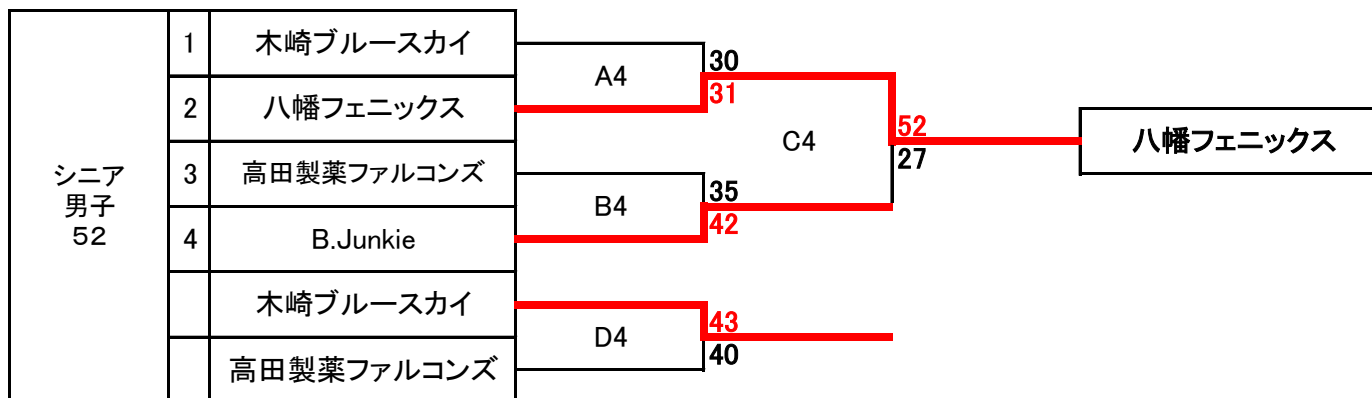 シニア
男子
５２
1
木崎ブルースカイ
2
八幡フェニックス
3
高田製薬ファルコンズ
4
B.Junkie
木崎ブルースカイ
高田製薬ファルコンズ
A4
30
31
B4
35
42
D4
43
40
C4
52
27
八幡フェニックス